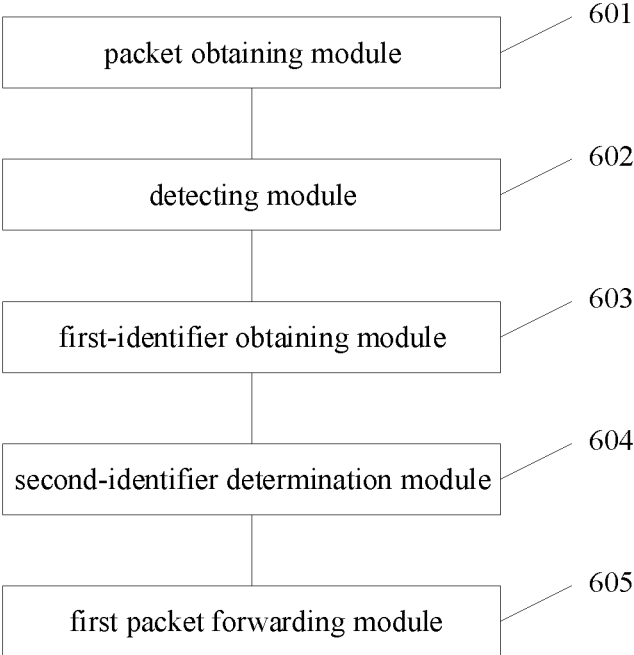 601
packet obtaining module
602
detecting module
603
first-identifier obtaining module
604
second-identifier determination module
605
first packet forwarding module